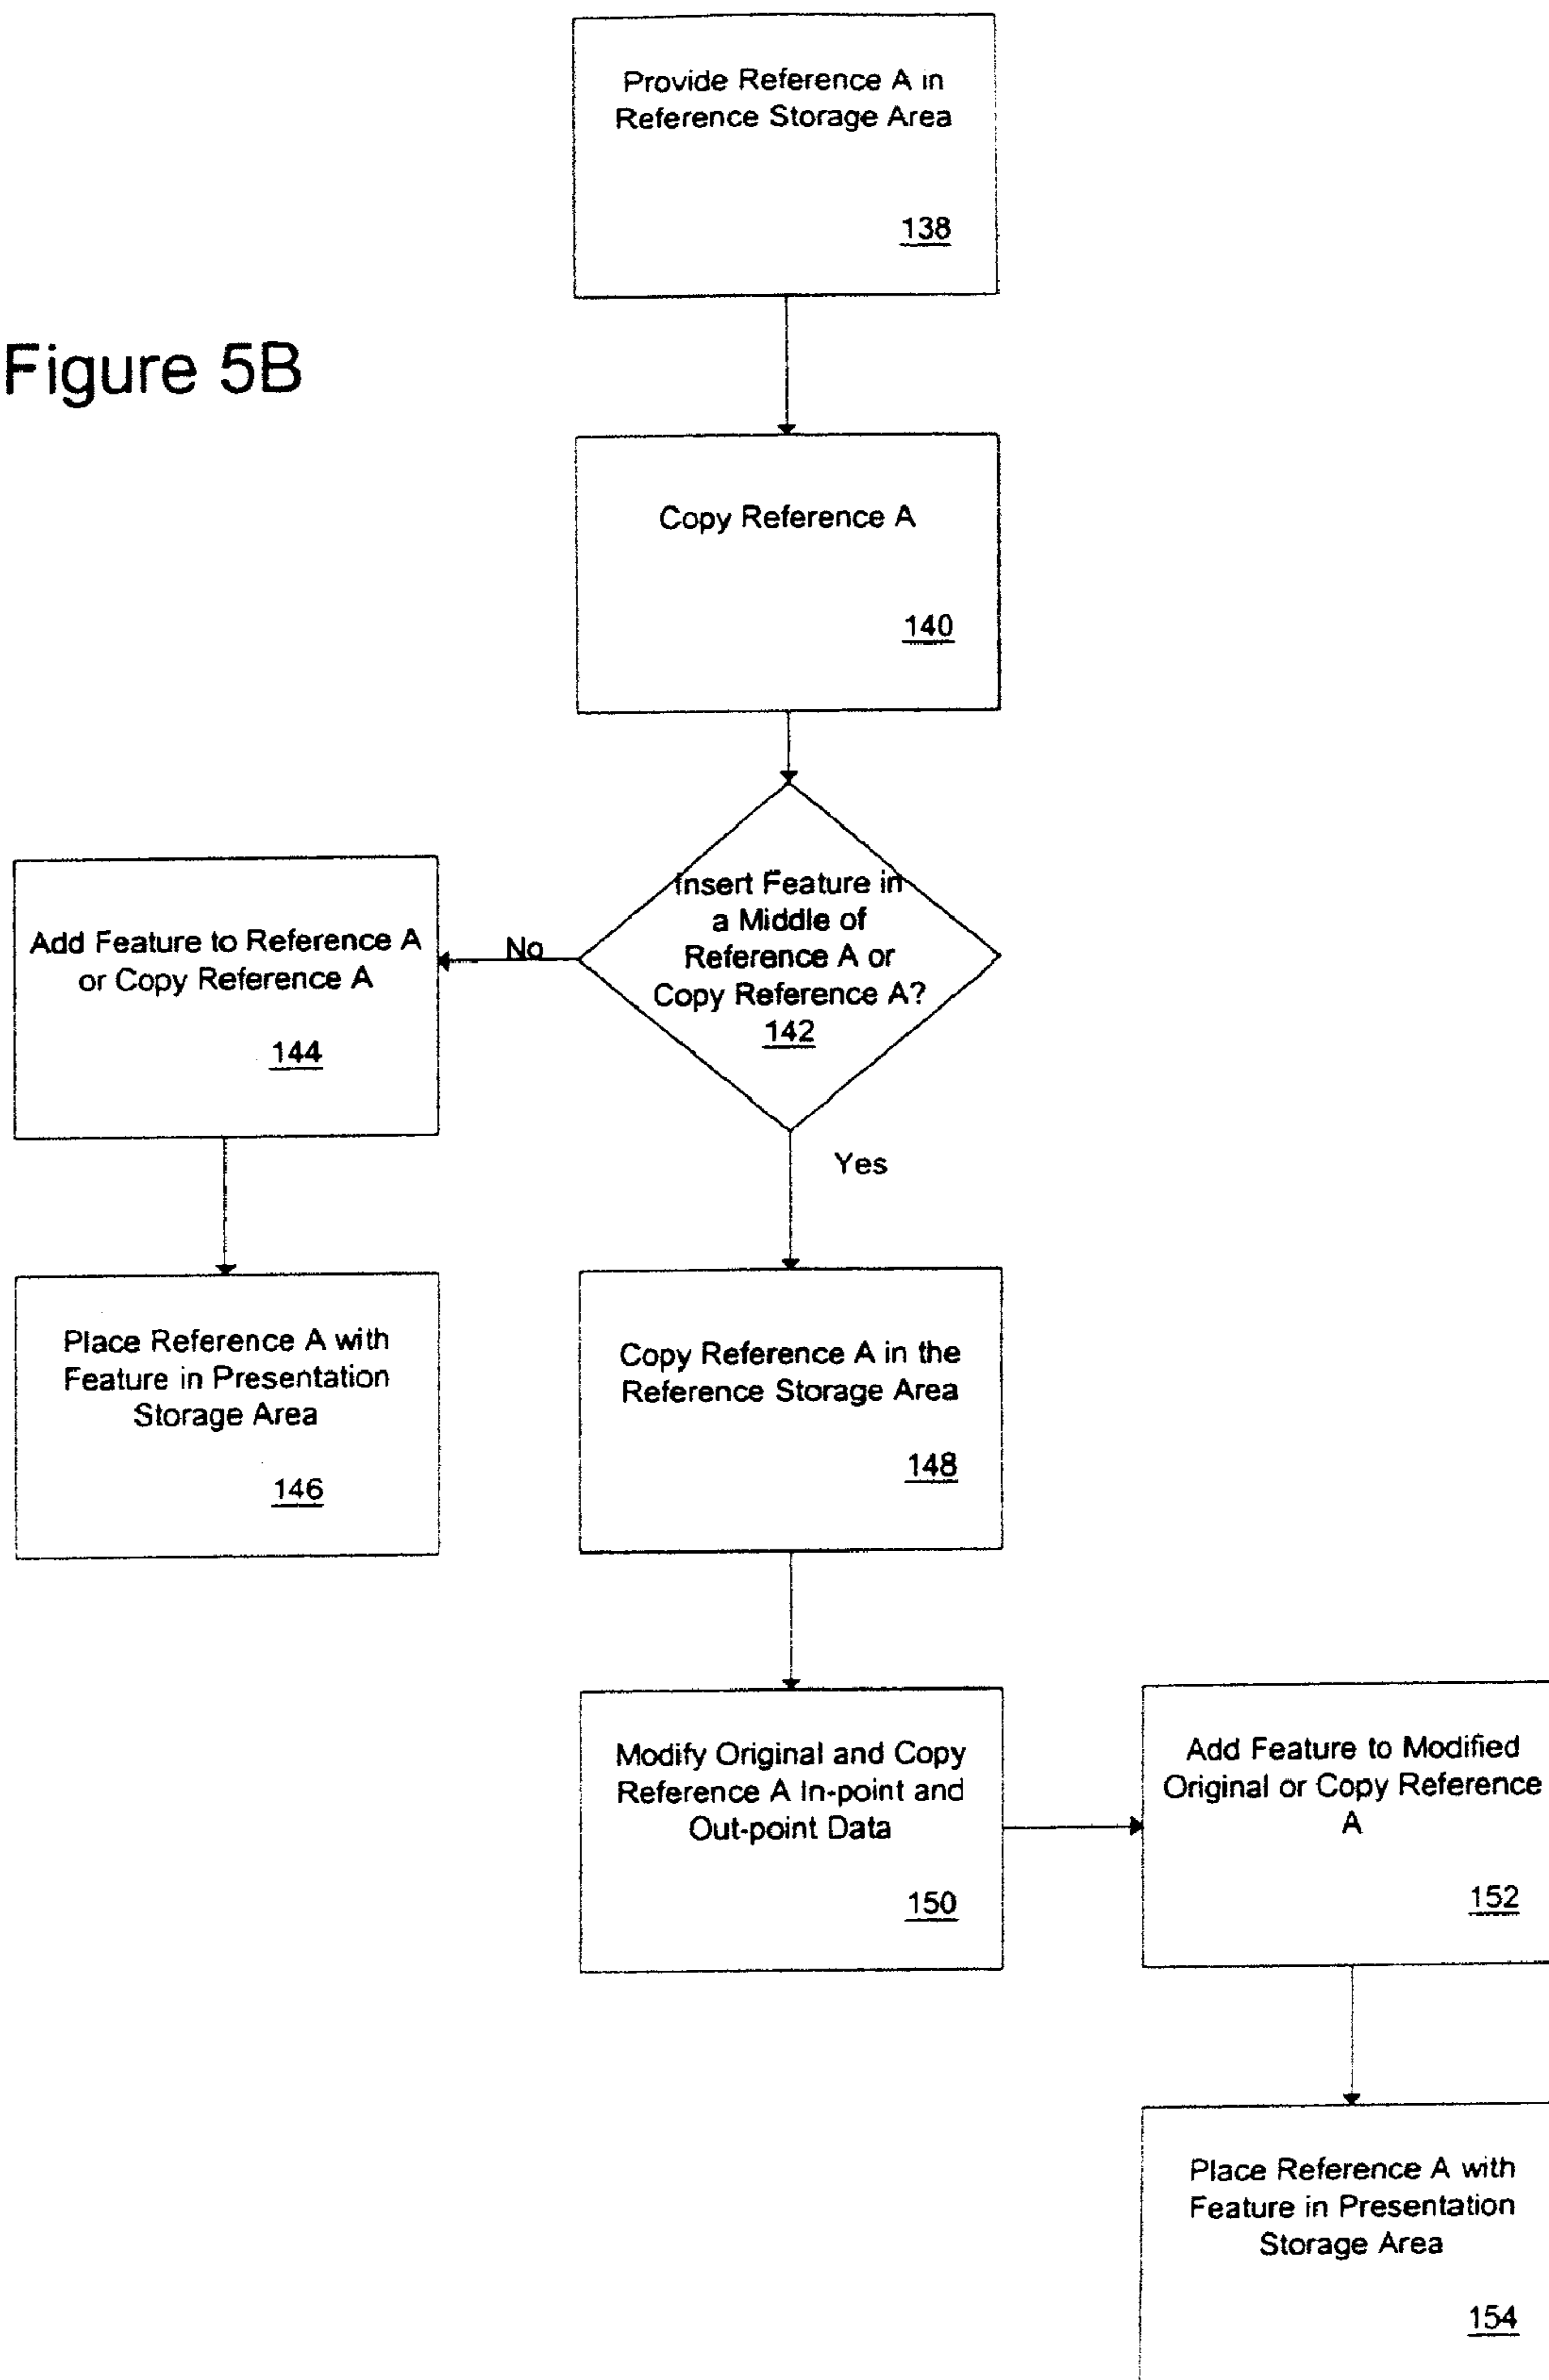 Provide Reference A in
Reference Storage Area
138
Figure 5B
Copy Reference A
140
Insert Feature in
a Middle of
Reference A or
Copy Reference A?
142
No
Add Feature to Reference A
or Copy Reference A
144
Yes
Place Reference A with
Feature in Presentation
Storage Area
146
Copy Reference A in the
Reference Storage Area
148
Modify Original and Copy
Reference A In-point and
Out-point Data
150
Add Feature to Modified
Original or Copy Reference
A
152
Place Reference A with
Feature in Presentation
Storage Area
154